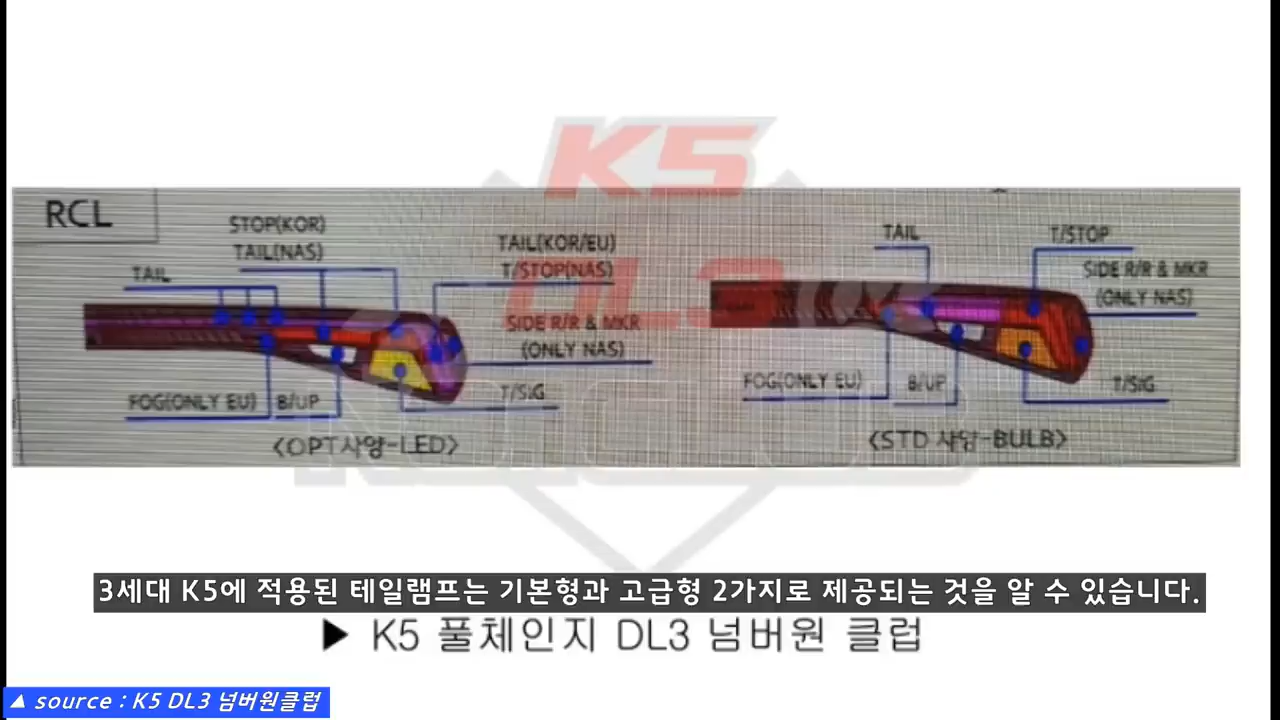 K5
DL3
RCL
STOP(KOR)
TAIL(NAS)
TAIL
TAIL(KOR/EU)
T/STOP(NAS)
SIDE R/R & MKR
(ONLY NAS)
T/SIG
FOG(ONLY EU)
B/UP
<OPT사양-LED>
TAIL
T/STOP
SIDE R/R & MKR
(ONLY NAS)
FOG(ONLY EU)
B/UP
T/SIG
<STD 사양-BULB>
3세대 K5에 적용된 테일램프는 기본형과 고급형 2가지로 제공되는 것을 알 수 있습니다.
▶ K5 풀체인지 DL3 넘버원 클럽
▲ source : K5 DL3 넘버원클럽